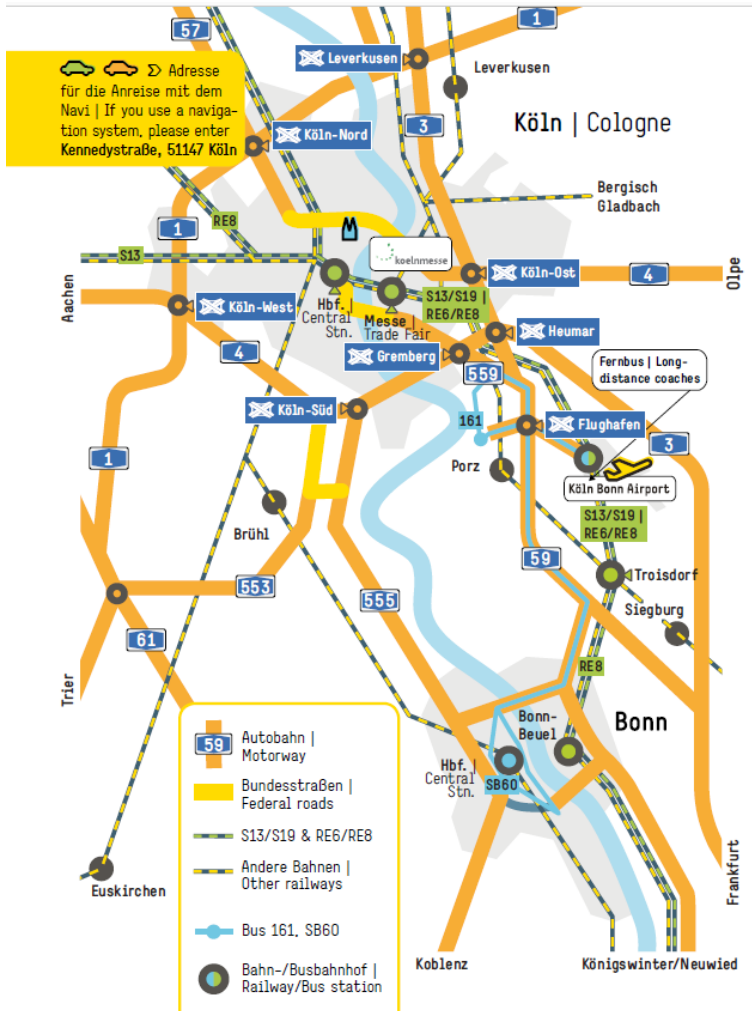 57
1
Adresse
für die Anreise mit dem
Navi | If you use a naviga-
tion system, please enter
Kennedystraße, 51147 Köln
Leverkusen
Leverkusen
3
Köln | Cologne
Köln-Nord
Bergisch
Gladbach
RE8
1
S13
koelnmesse
Köln-Ost
4
Olpe
Aachen
Köln-West
Hbf. |
Central
Stn.
Messe |
Trade Fair
S13/S19 |
RE6/RE8
Heumar
4
Gremberg
559
Fernbus | Long-
distance coaches
Köln-Süd
161
Flughafen
3
1
Porz
Köln Bonn Airport
S13/S19 |
RE6/RE8
Brühl
59
Troisdorf
553
555
Siegburg
61
Trier
RE8
Bonn-
Beuel
Bonn
Hbf. |
Central
Stn.
SB60
59
Autobahn |
Motorway
Bundesstraßen |
Federal roads
S13/S19 & RE6/RE8
Andere Bahnen |
Other railways
Bus 161, SB60
Bahn-/Busbahnhof |
Railway/Bus station
Euskirchen
Frankfurt
Koblenz
Königswinter/Neuwied